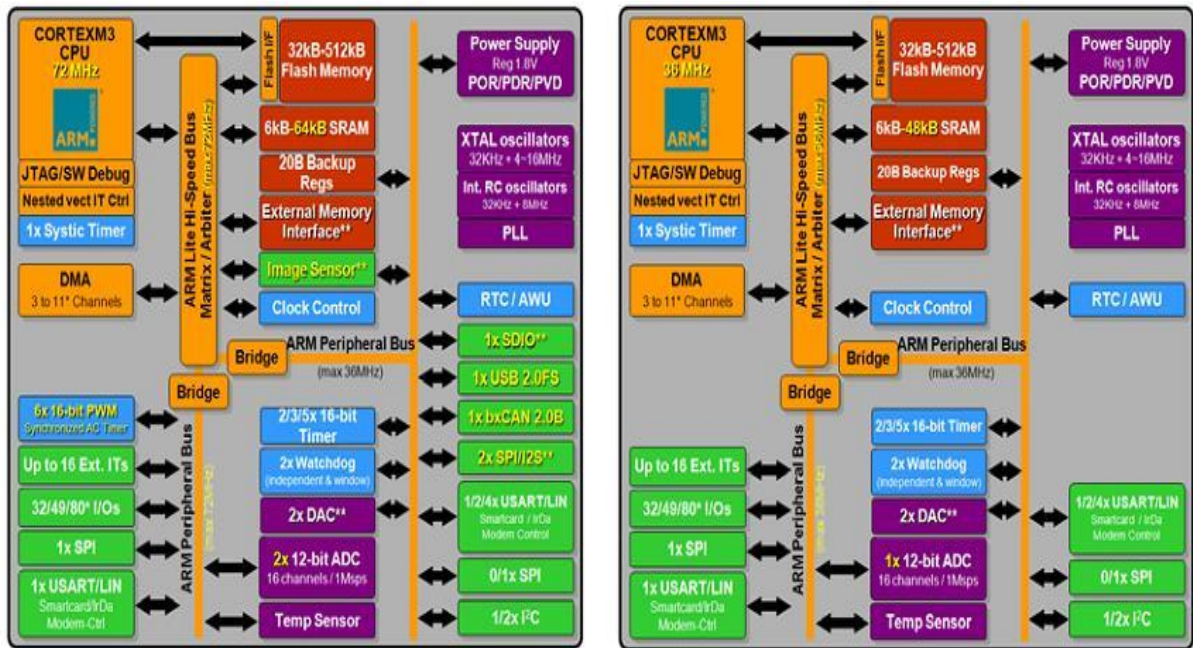 CORTEXM3
CPU
72 MHz
ARM POWERED
JTAG/SW Debug
Nested vect IT Ctrl
1x Systic Timer
DMA
3 to 11* Channels
ARM Lite Hi-Speed Bus
Matrix / Arbiter (max 72MHz)
Flash I/F
32kB-512kB
Flash Memory
6kB-64kB SRAM
20B Backup
Regs
External Memory
Interface**
Image Sensor**
Clock Control
Power Supply
Reg 1.8V
POR/PDR/PVD
XTAL oscillators
32KHz + 4~16MHz
Int. RC oscillators
32KHz + 8MHz
PLL
RTC / AWU
ARM Peripheral Bus
(max 36MHz)
Bridge
Bridge
1x SDIO**
1x USB 2.0FS
1x bxCAN 2.0B
2x SPI/I2S**
1/2/4x USART/LIN
Smartcard / IrDa
Modem Control
0/1x SPI
1/2x I²C
6x 16-bit PWM
Synchronized AC Timer
Up to 16 Ext. ITs
32/49/80* I/Os
1x SPI
1x USART/LIN
Smartcard/IrDa
Modem-Ctrl
ARM Peripheral Bus
(max 72MHz)
2/3/5x 16-bit
Timer
2x Watchdog
(independent & window)
2x DAC**
2x 12-bit ADC
16 channels / 1Msps
Temp Sensor
CORTEXM3
CPU
36 MHz
ARM POWERED
JTAG/SW Debug
Nested vect IT Ctrl
1x Systic Timer
DMA
3 to 11* Channels
ARM Lite Hi-Speed Bus
Matrix / Arbiter (max 36MHz)
Flash I/F
32kB-512kB
Flash Memory
6kB-48kB SRAM
20B Backup Regs
External Memory
Interface**
Clock Control
Power Supply
Reg 1.8V
POR/PDR/PVD
XTAL oscillators
32KHz + 4~16MHz
Int. RC oscillators
32KHz + 8MHz
PLL
RTC / AWU
ARM Peripheral Bus
(max 36MHz)
Bridge
Bridge
Up to 16 Ext. ITs
32/49/80* I/Os
1x SPI
1x USART/LIN
Smartcard/IrDa
Modem-Ctrl
ARM Peripheral Bus
(max 36MHz)
2/3/5x 16-bit Timer
2x Watchdog
(independent & window)
2x DAC**
1x 12-bit ADC
16 channels / 1Msps
Temp Sensor
1/2/4x USART/LIN
Smartcard / IrDa
Modem Control
0/1x SPI
1/2x I²C